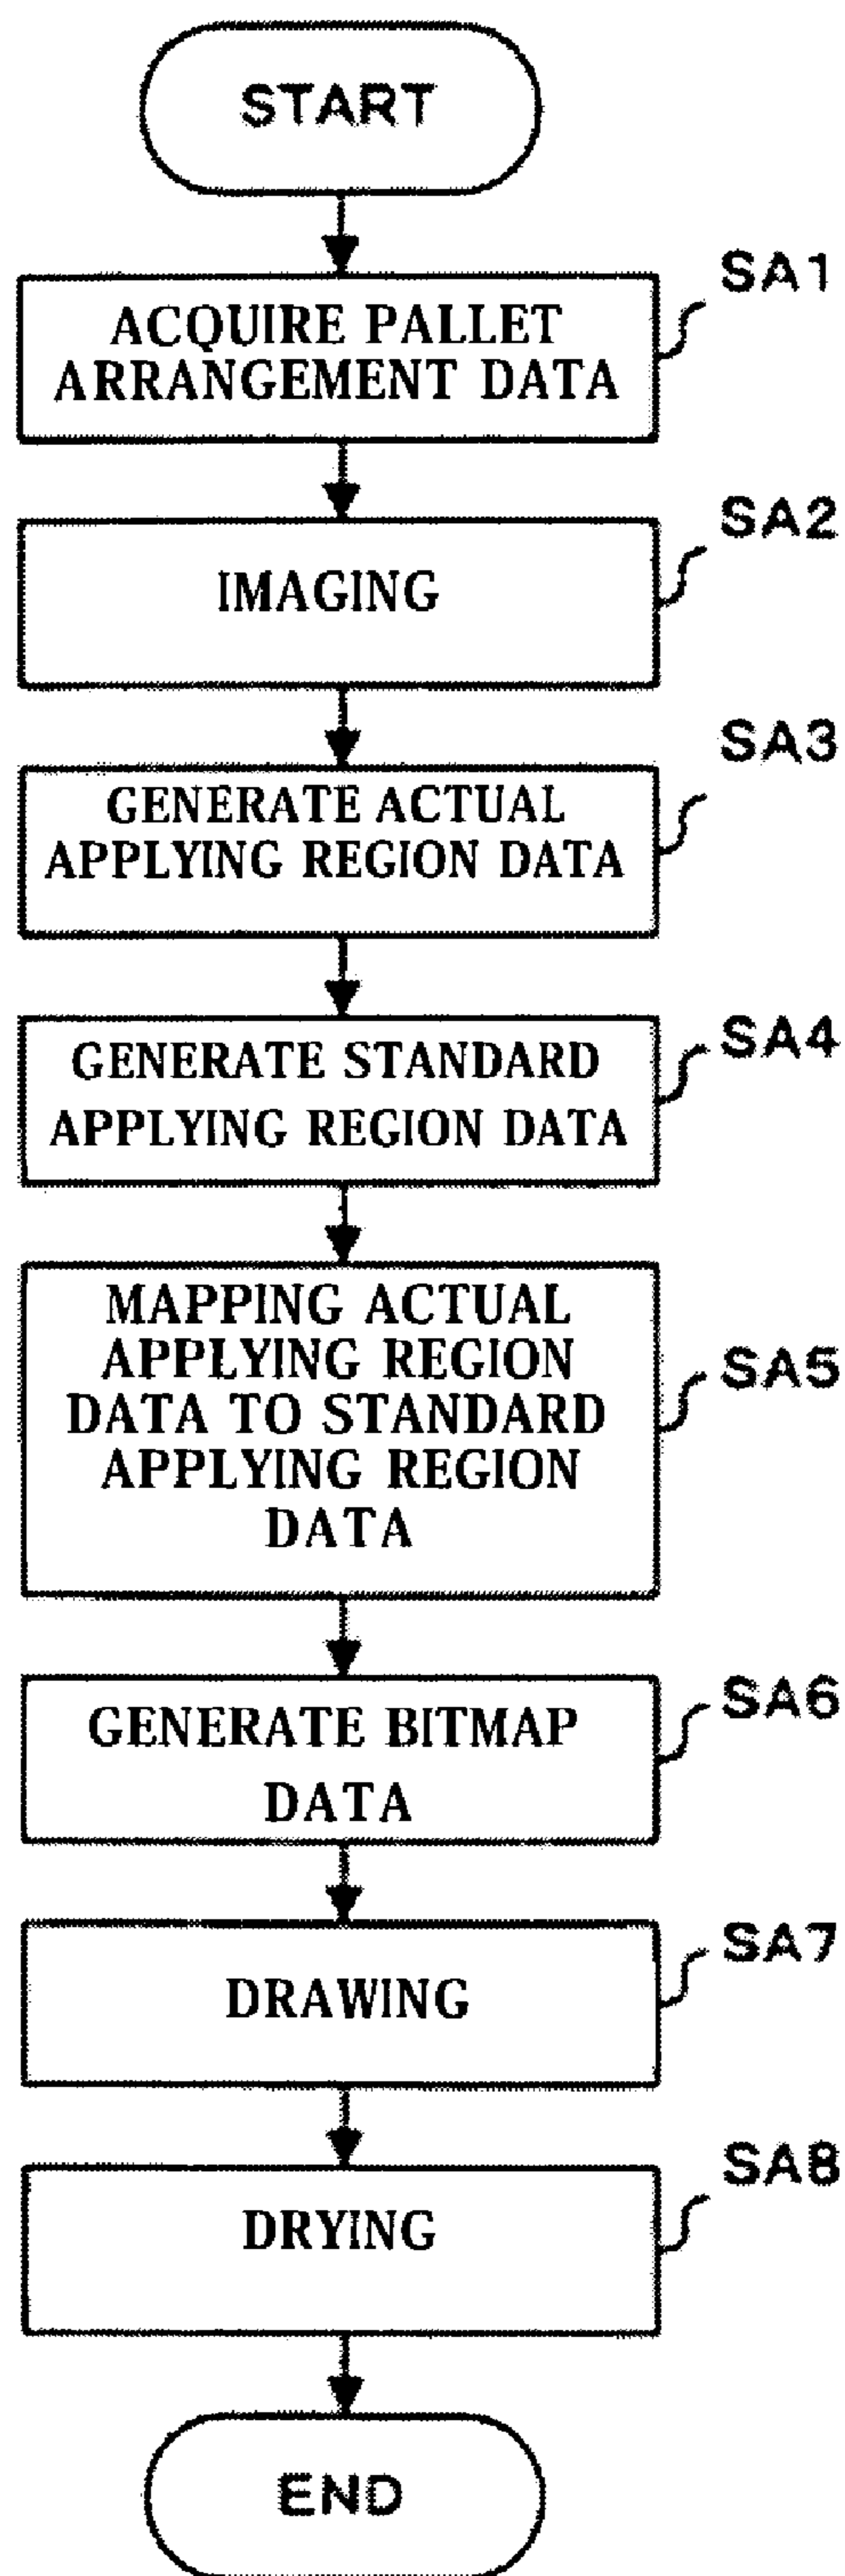 START
SA1
ACQUIRE PALLET
ARRANGEMENT DATA
SA2
IMAGING
SA3
GENERATE ACTUAL
APPLYING REGION DATA
SA4
GENERATE STANDARD
APPLYING REGION DATA
SA5
MAPPING ACTUAL
APPLYING REGION
DATA TO STANDARD
APPLYING REGION
DATA
SA6
GENERATE BITMAP
DATA
SA7
DRAWING
SA8
DRYING
END